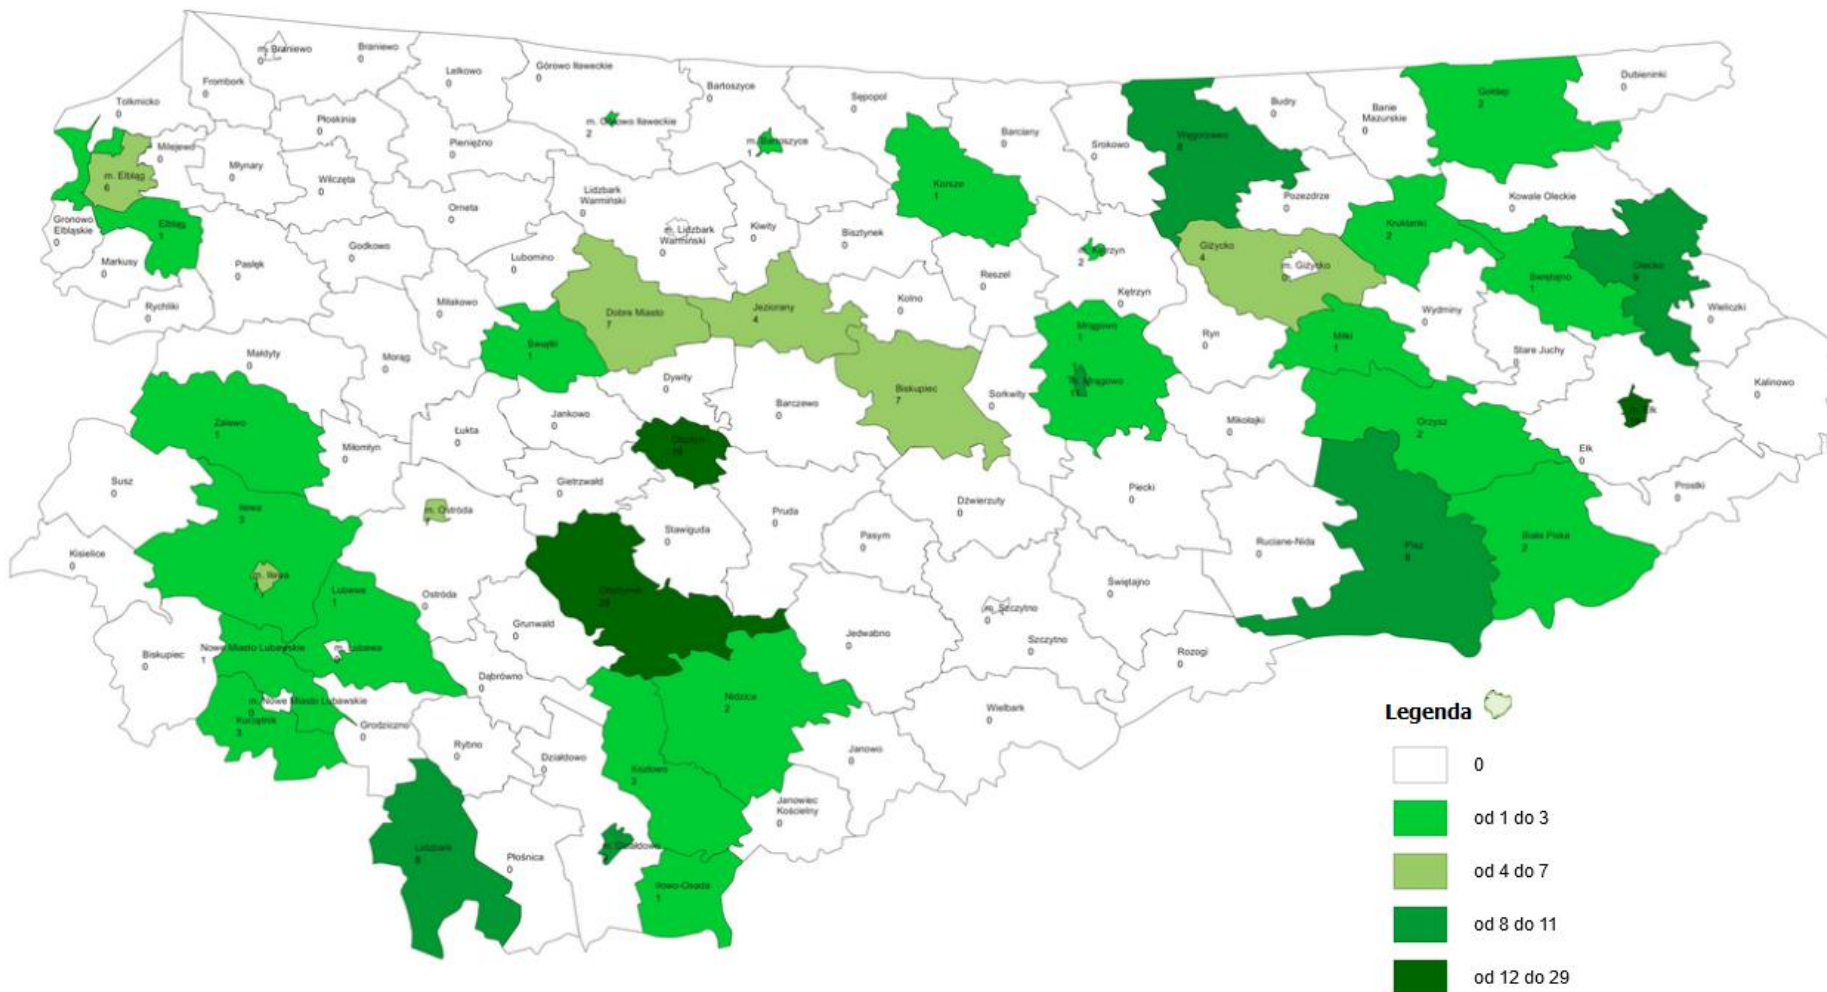 m. Braniewo
0
Braniewo
0
Lelkowo
0
Górowo Iławeckie
0
Bartoszyce
0
Sępopol
0
Frombork
0
Tolkmicko
0
Płoskinia
0
Pieniężno
0
m. Górowo Iławeckie
2
m. Bartoszyce
1
Barciany
0
Srokowo
0
Węgorzewo
8
Budry
0
Banie
Mazurskie
0
Gołdap
2
Dubeninki
0
Milejewo
0
m. Elbląg
6
Młynary
0
Wilczęta
0
Orneta
0
Lidzbark
Warmiński
0
m. Lidzbark
Warmiński
0
Kiwity
0
Bisztynek
0
Korsze
1
Pozezdrze
0
Kowale Oleckie
0
Kruklanki
2
Gronowo
Elbląskie
0
Elbląg
1
Markusy
0
Pasłęk
0
Godkowo
0
Lubomino
0
Reszel
0
m. Kętrzyn
2
Kętrzyn
0
Giżycko
4
m. Giżycko
0
Świętajno
1
Olecko
9
Wieliczki
0
Rychliki
0
Miłakowo
0
Dobre Miasto
7
Jeziorany
4
Kolno
0
Mrągowo
1
Ryn
0
Miłki
1
Wydminy
0
Stare Juchy
0
Kalinowo
0
Małdyty
0
Morąg
0
Świątki
1
Dywity
0
Barczewo
0
Biskupiec
7
Sorkwity
0
m. Mrągowo
Mikołajki
0
Orzysz
2
m. Ełk
Ełk
0
Prostki
0
Zalewo
1
Miłomłyn
0
Łukta
0
Jankowo
0
Olsztyn
Susz
0
Iława
3
m. Ostróda
Gietrzwałd
0
Stawiguda
0
Pruda
0
Pasym
0
Dźwierzuty
0
Piecki
0
Ruciane-Nida
0
Pisz
8
Biała Piska
2
Kisielice
0
m. Iława
7
Lubawa
1
Ostróda
0
Olsztynek
29
Grunwald
0
Jedwabno
0
m. Szczytno
0
Szczytno
0
Świętajno
0
Rozogi
0
Biskupiec
0
Nowe Miasto Lubawskie
1
m. Lubawa
0
Dąbrówno
0
Nidzica
2
Wielbark
0
m. Nowe Miasto Lubawskie
0
Kurzętnik
3
Grodziczno
0
Rybno
0
Działdowo
0
Kozłowo
3
Janowo
0
Janowiec
Kościelny
0
Lidzbark
8
Płośnica
0
m. Działdowo
Iłowo-Osada
1
Legenda
0
od 1 do 3
od 4 do 7
od 8 do 11
od 12 do 29